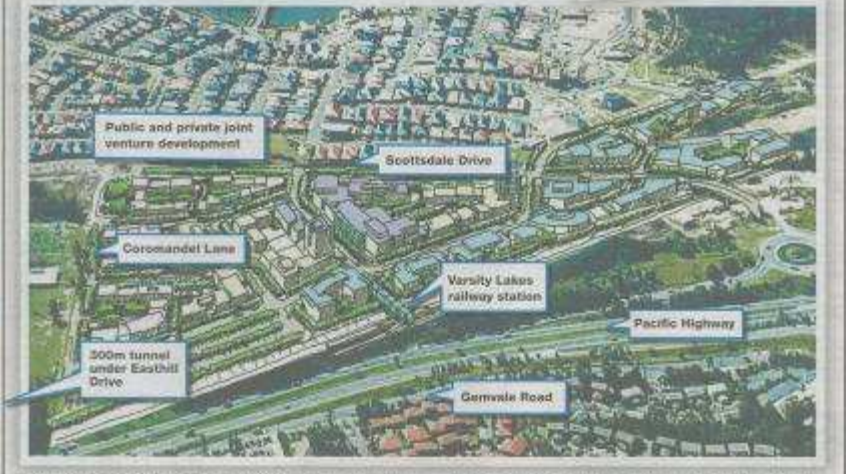 Public and private joint
venture development
Scottsdale Drive
Coromandel Lane
Varsity Lakes
railway station
Pacific Highway
300m tunnel
under Easthill
Drive
Gemvale Road